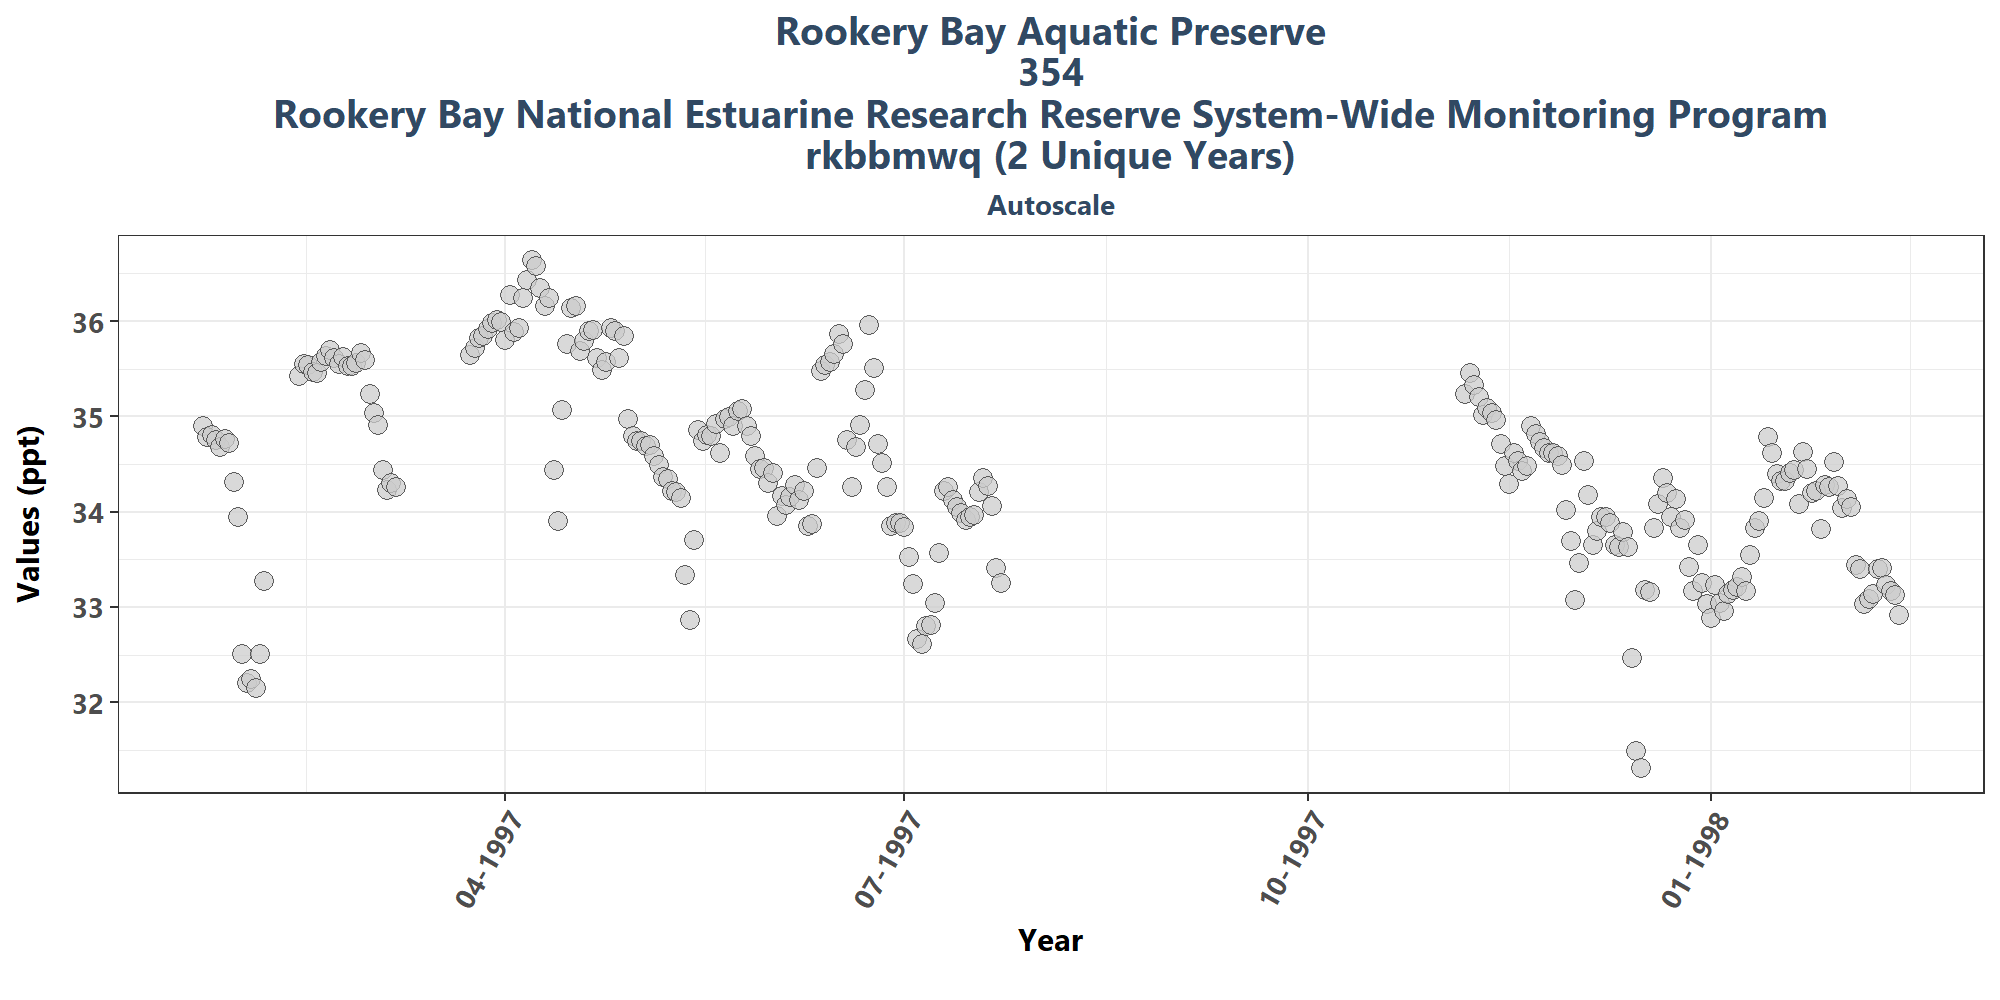 Rookery Bay Aquatic Preserve
354
Rookery Bay National Estuarine Research Reserve System-Wide Monitoring Program
rkbbmwq (2 Unique Years)
Autoscale
Values (ppt)
36
35
34
33
32
04-1997
07-1997
10-1997
01-1998
Year